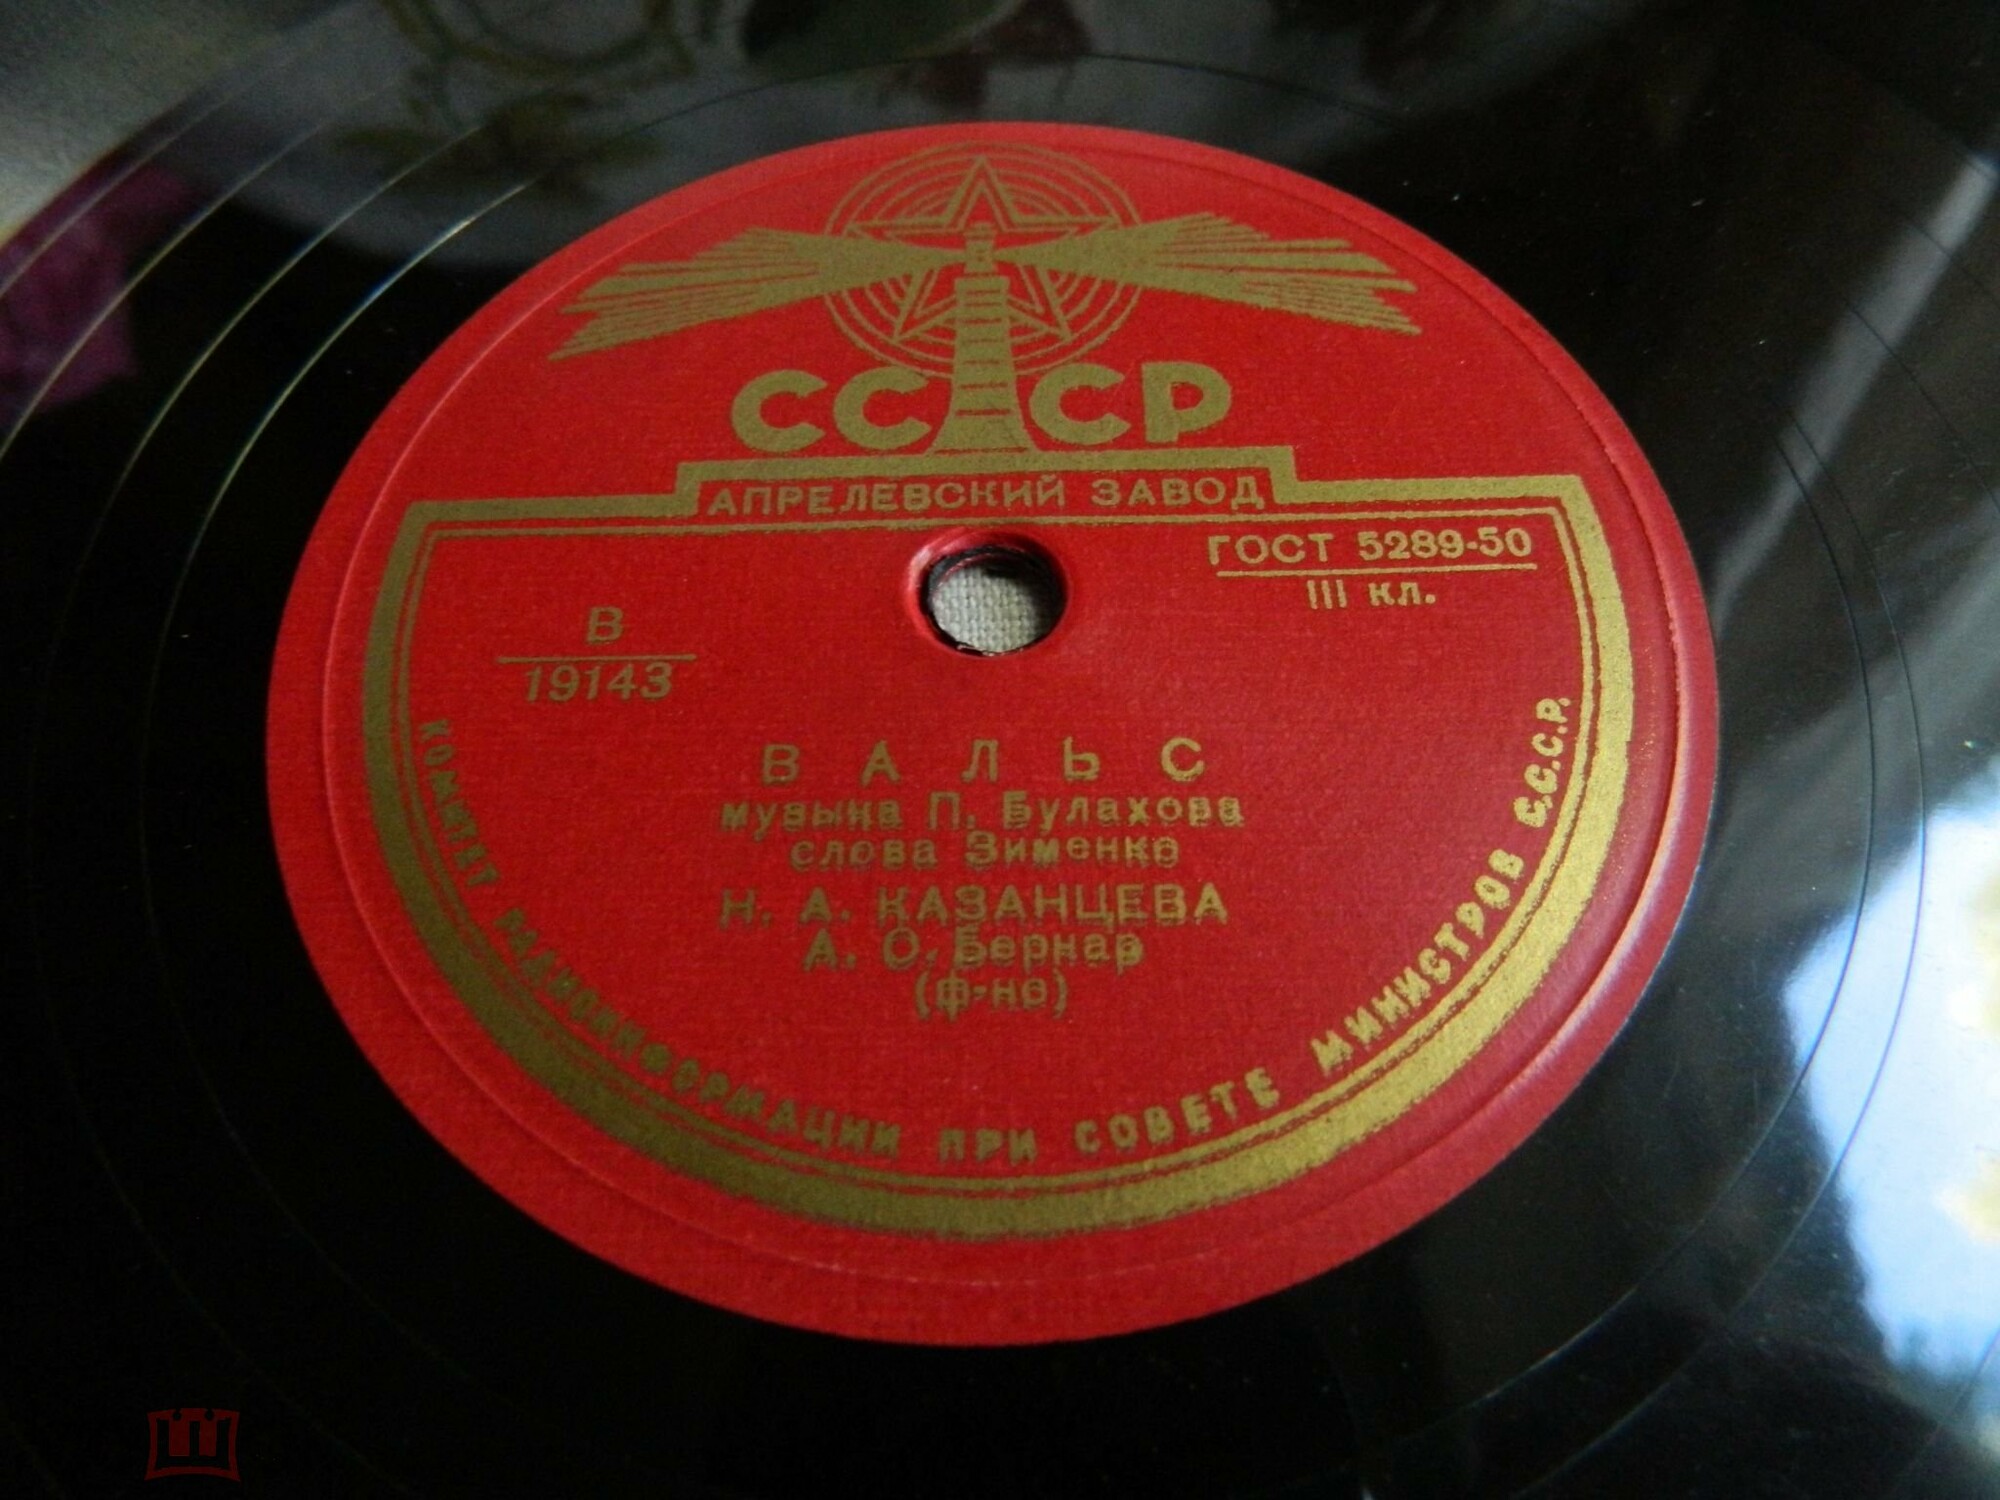 СССР
АПРЕЛЕВСКИЙ ЗАВОД
ГОСТ 5289-50
III кл.
В
19143
ВАЛЬС
музыка П. Булахова
слова Зименко
Н. А. КАЗАНЦЕВА
А. О. Бернар
(ф-но)
КОМИТЕТ РАДИОИНФОРМАЦИИ ПРИ СОВЕТЕ МИНИСТРОВ С.С.С.Р.